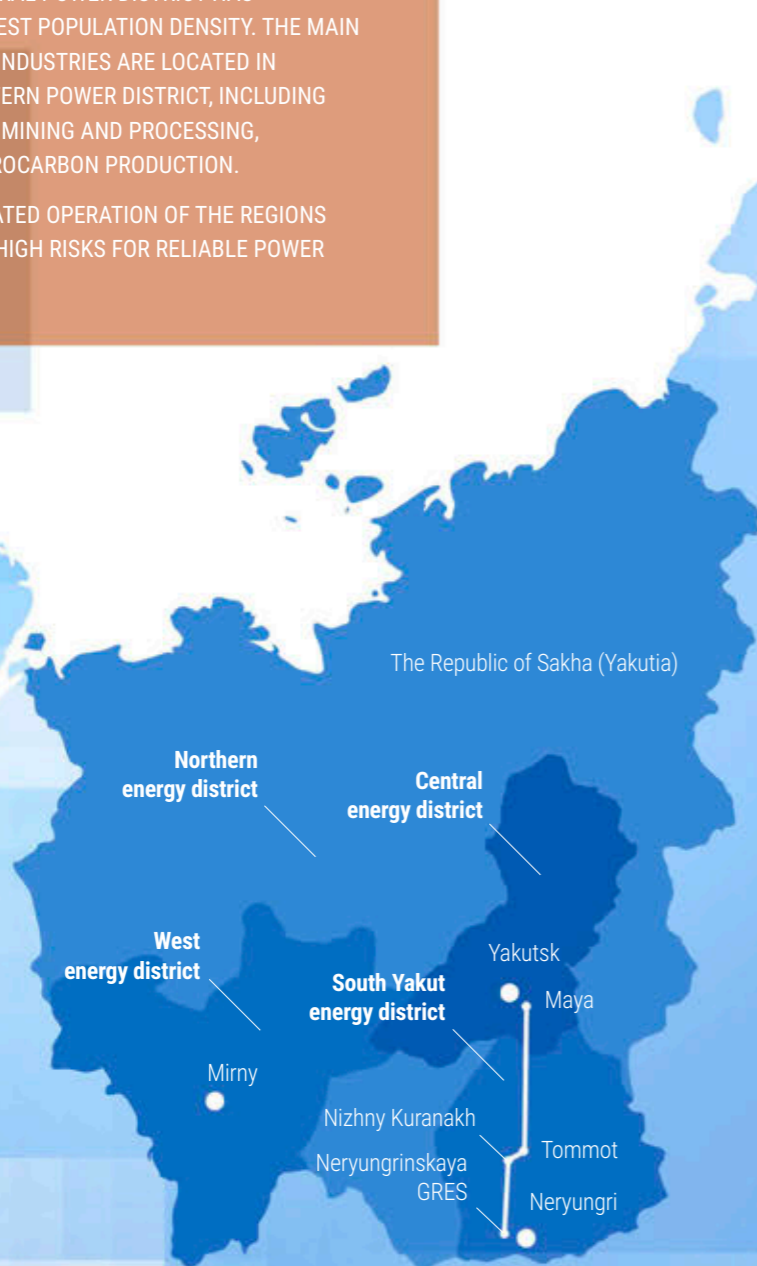 EST POPULATION DENSITY. THE MAIN
INDUSTRIES ARE LOCATED IN
ERN POWER DISTRICT, INCLUDING
MINING AND PROCESSING,
ROCARBON PRODUCTION.
ATED OPERATION OF THE REGIONS
HIGH RISKS FOR RELIABLE POWER
The Republic of Sakha (Yakutia)
Northern
energy district
Central
energy district
West
energy district
Yakutsk
South Yakut
energy district
Maya
Mirny
Nizhny Kuranakh
Tommot
Neryungrinskaya
GRES
Neryungri